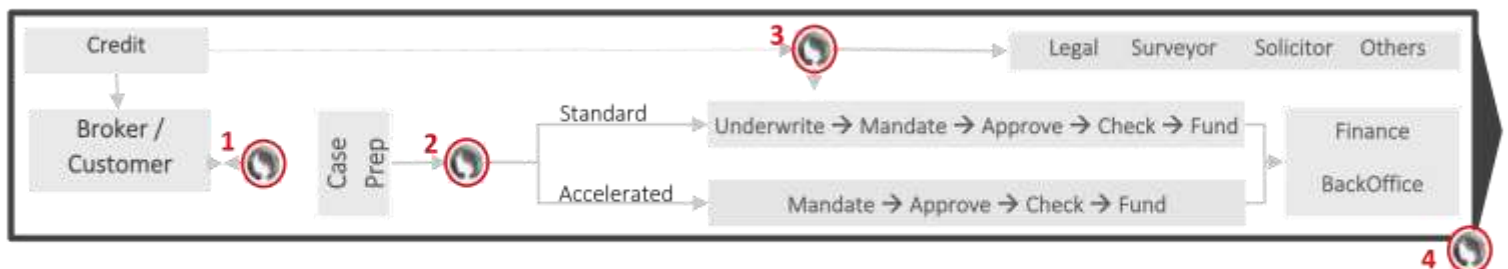 Credit
3
Legal Surveyor Solicitor Others
Broker /
Customer
1
Case
Prep
2
Standard
Underwrite → Mandate → Approve → Check → Fund
Accelerated
Mandate → Approve → Check → Fund
Finance
BackOffice
4